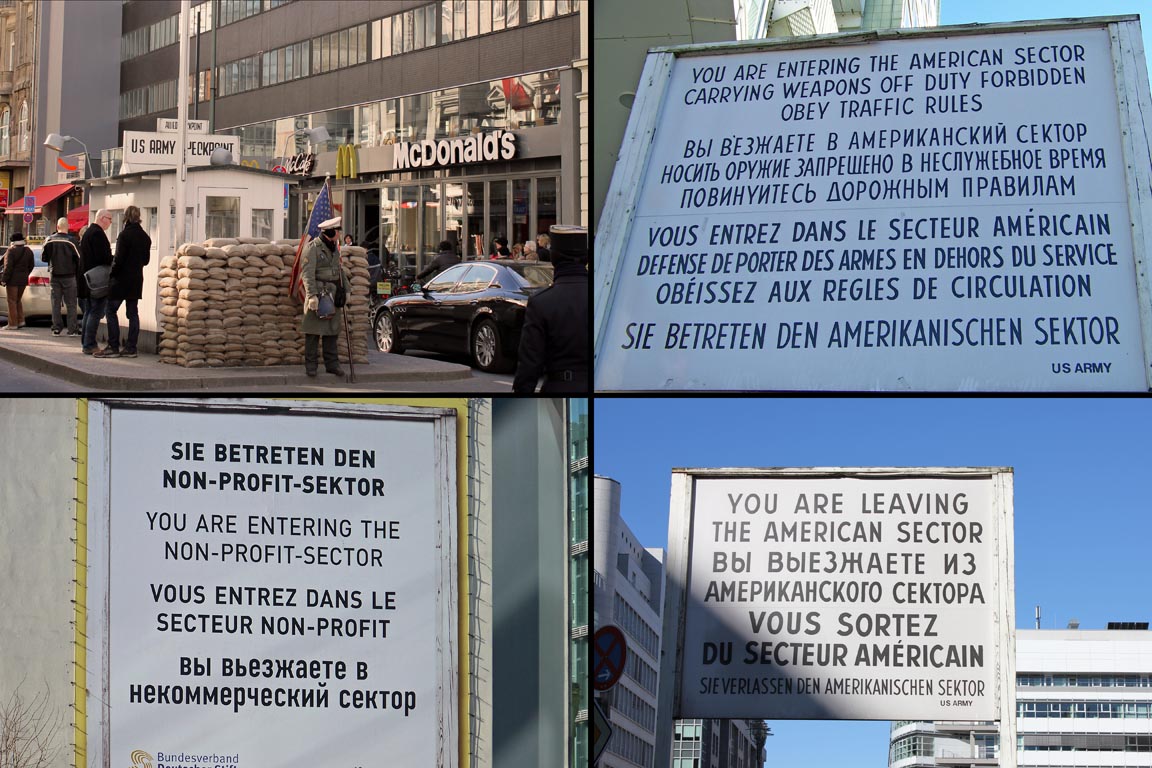 U.S ARMY CHECKPOINT
McCafé
McDonald's
YOU ARE ENTERING THE AMERICAN SECTOR
CARRYING WEAPONS OFF DUTY FORBIDDEN
OBEY TRAFFIC RULES
ВЫ ВЪЕЗЖАЕТЕ В АМЕРИКАНСКИЙ СЕКТОР
НОСИТЬ ОРУЖИЕ ЗАПРЕЩЕНО В НЕСЛУЖЕБНОЕ ВРЕМЯ
ПОВИНУИТЕСЬ ДОРОЖНЫМ ПРАВИЛАМ
VOUS ENTREZ DANS LE SECTEUR AMÉRICAIN
DEFENSE DE PORTER DES ARMES EN DEHORS DU SERVICE
OBÉISSEZ AUX REGLES DE CIRCULATION
SIE BETRETEN DEN AMERIKANISCHEN SEKTOR
US ARMY
SIE BETRETEN DEN
NON-PROFIT-SEKTOR
YOU ARE ENTERING THE
NON-PROFIT-SECTOR
VOUS ENTREZ DANS LE
SECTEUR NON-PROFIT
вы вьезжаете в
некоммерческий сектор
Bundesverband
Deutscher Stift
YOU ARE LEAVING
THE AMERICAN SECTOR
ВЫ ВЫЕЗЖАЕТЕ ИЗ
АМЕРИКАНСКОГО СЕКТОРА
VOUS SORTEZ
DU SECTEUR AMÉRICAIN
SIE VERLASSEN DEN AMERIKANISCHEN SEKTOR
US ARMY